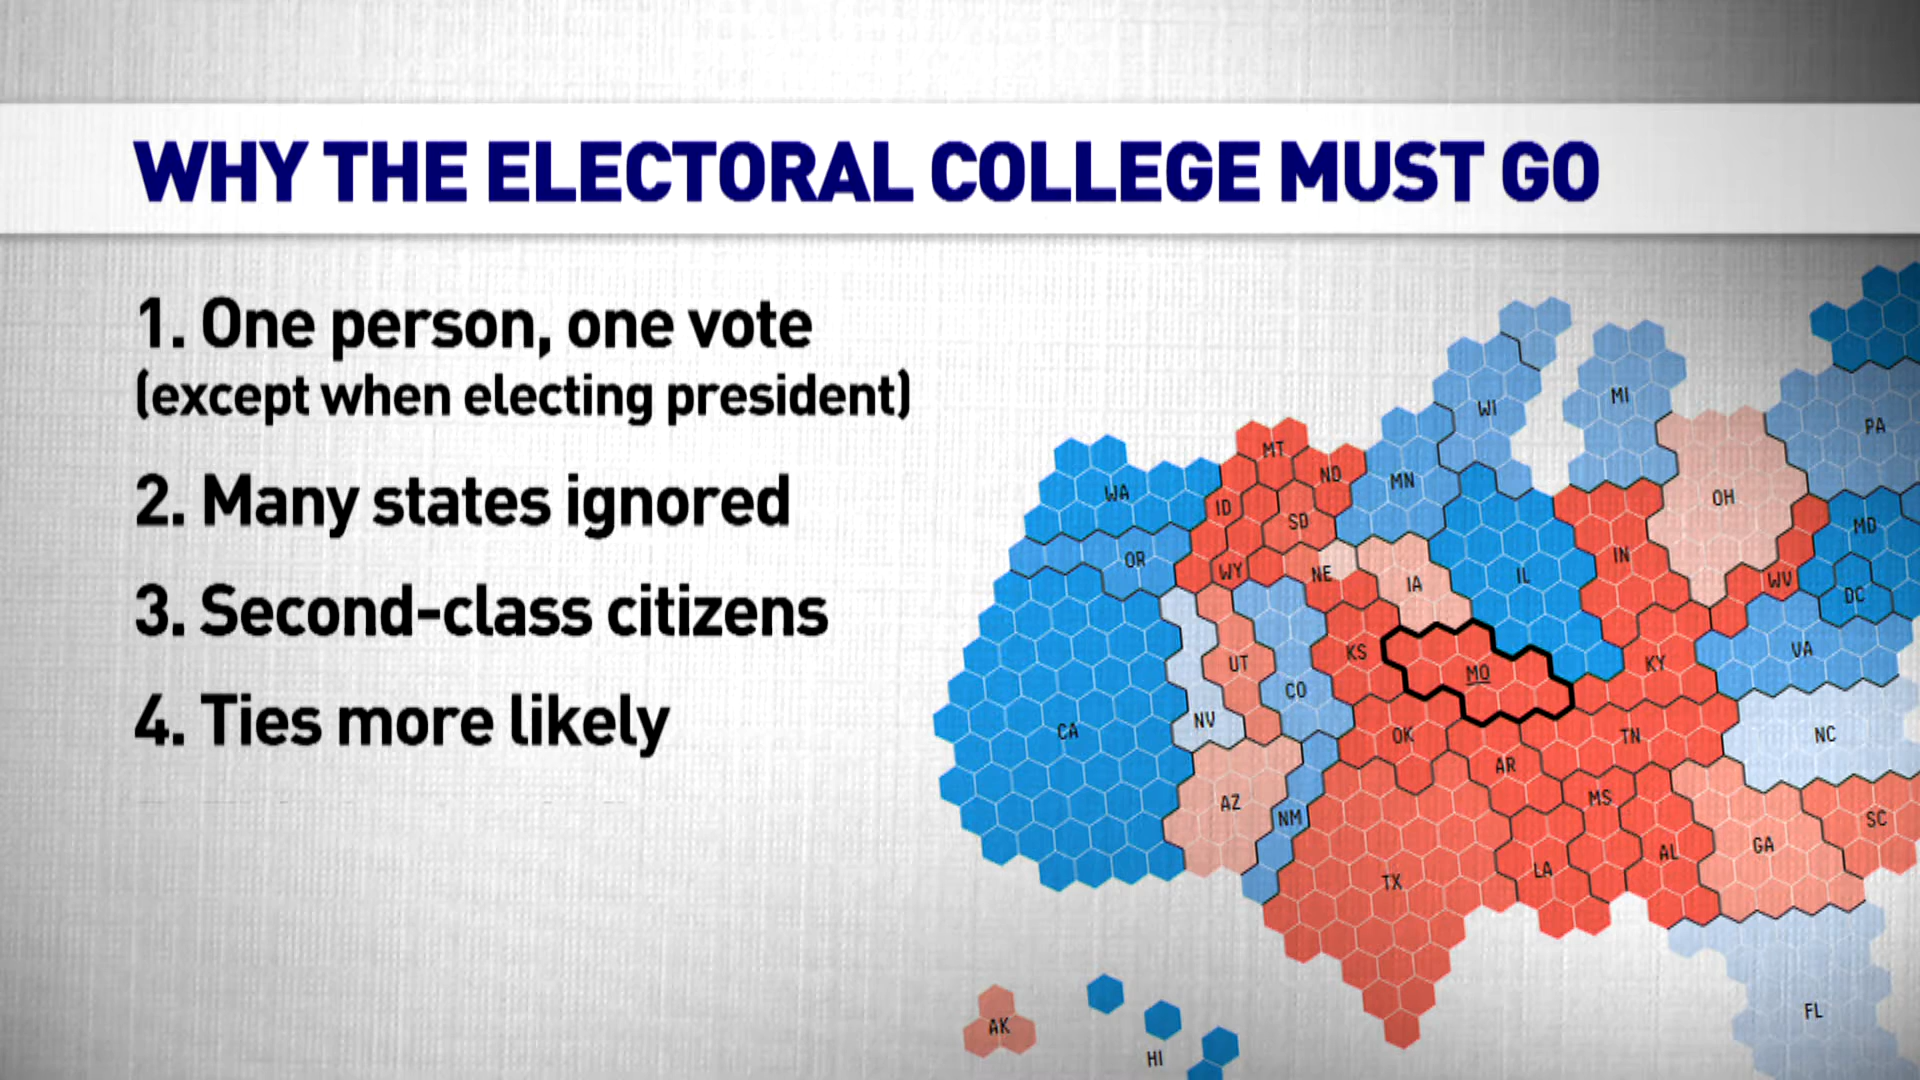 WHY THE ELECTORAL COLLEGE MUST GO
1. One person, one vote
(except when electing president)
2. Many states ignored
3. Second-class citizens
4. Ties more likely
WI
MI
PA
MT
ND
MN
WA
ID
SD
OH
MD
OR
WY
NE
IA
IL
IN
WV
DC
UT
KS
MO
KY
VA
CO
CA
NV
OK
TN
NC
AR
AZ
NM
MS
SC
TX
LA
AL
GA
AK
HI
FL